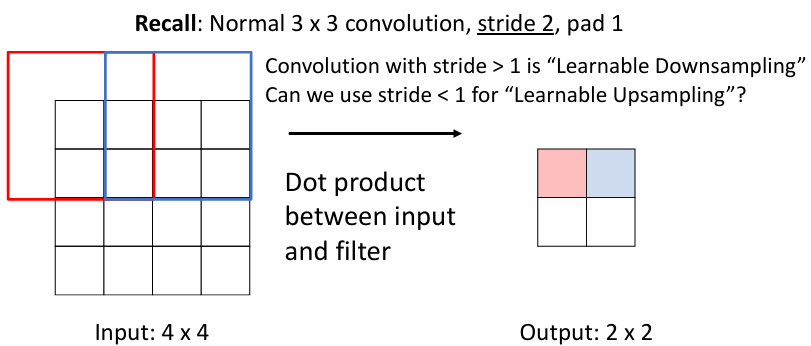 Recall: Normal 3 x 3 convolution, stride 2, pad 1
Convolution with stride > 1 is “Learnable Downsampling”
Can we use stride < 1 for “Learnable Upsampling”?
Dot product
between input
and filter
Input: 4 x 4
Output: 2 x 2